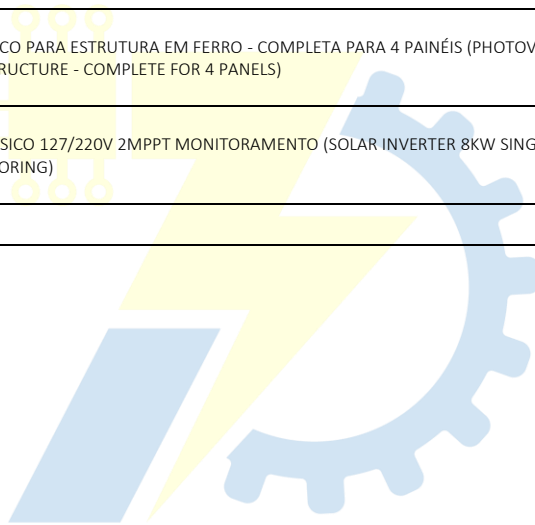 CO PARA ESTRUTURA EM FERRO - COMPLETA PARA 4 PAINÉIS (PHOTOV
RUCTURE - COMPLETE FOR 4 PANELS)
SICO 127/220V 2MPPT MONITORAMENTO (SOLAR INVERTER 8KW SING
ORING)